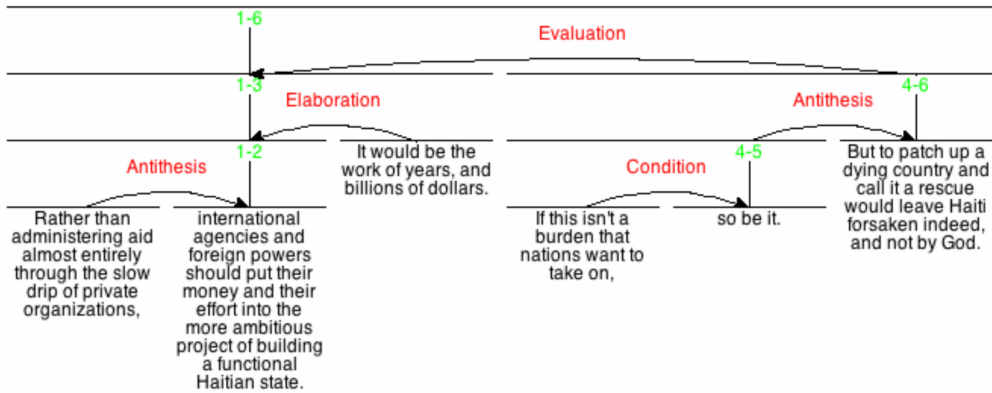 1-6
Evaluation
1-3
4-6
Elaboration
Antithesis
1-2
4-5
Antithesis
Condition
It would be the
work of years, and
billions of dollars.
But to patch up a
dying country and
call it a rescue
would leave Haiti
forsaken indeed,
and not by God.
Rather than
administering aid
almost entirely
through the slow
drip of private
organizations,
international
agencies and
foreign powers
should put their
money and their
effort into the
more ambitious
project of building
a functional
Haitian state.
If this isn't a
burden that
nations want to
take on,
so be it.